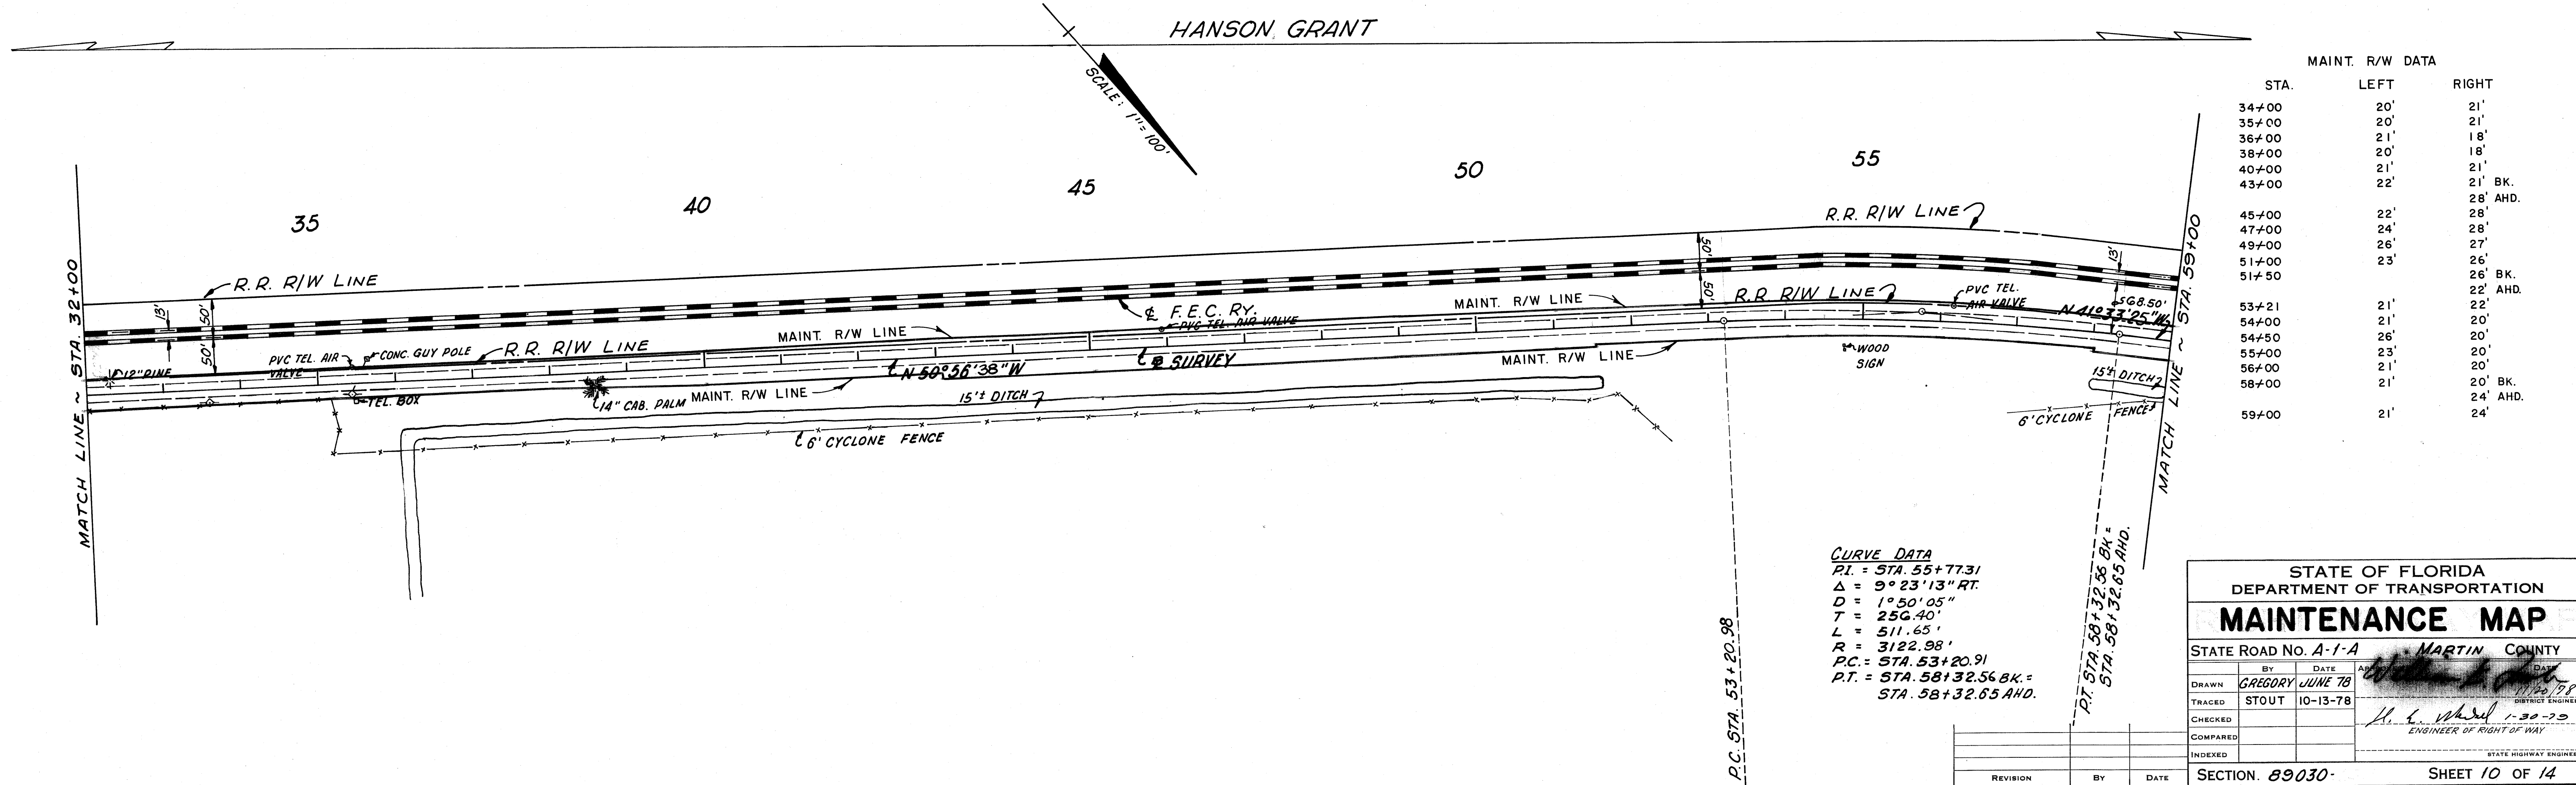 HANSON GRANT
SCALE: 1"=100'
35
40
45
50
55
MATCH LINE ~ STA. 32+00
R.R. R/W LINE
13'
50'
50'
12" PINE
PVC TEL. AIR VALVE
CONC. GUY POLE
R.R. R/W LINE
TEL. BOX
14" CAB. PALM
MAINT. R/W LINE
MAINT. R/W LINE
℄ F.E.C. RY.
PVC TEL. AIR VALVE
N 50°56'38"W
℄ SURVEY
15'± DITCH
6' CYCLONE FENCE
MAINT. R/W LINE
MAINT. R/W LINE
R.R. R/W LINE
50'
50'
R.R. R/W LINE
PVC TEL.
AIR VALVE
13'
568.50'
N 41°33'25"W
WOOD
SIGN
15'± DITCH
6' CYCLONE FENCE
MATCH LINE ~ STA. 59+00
P.C. STA. 53+20.98
P.T. STA. 58+32.56 BK =
STA. 58+32.65 AHD.
CURVE DATA
P.I. = STA. 55+77.31
Δ = 9°23'13" RT.
D = 1°50'05"
T = 256.40'
L = 511.65'
R = 3122.98'
P.C. = STA. 53+20.91
P.T. = STA. 58+32.56 BK. =
STA. 58+32.65 AHD.
MAINT. R/W DATA
STA. LEFT RIGHT
34+00 20' 21'
35+00 20' 21'
36+00 21' 18'
38+00 20' 18'
40+00 21' 21'
43+00 22' 21' BK.
28' AHD.
45+00 22' 28'
47+00 24' 28'
49+00 26' 27'
51+00 23' 26'
51+50 26' BK.
22' AHD.
53+21 21' 22'
54+00 21' 20'
54+50 26' 20'
55+00 23' 20'
56+00 21' 20'
58+00 21' 20' BK.
24' AHD.
59+00 21' 24'
STATE OF FLORIDA
DEPARTMENT OF TRANSPORTATION
MAINTENANCE MAP
STATE ROAD NO. A-1-A MARTIN COUNTY
BY DATE
DRAWN GREGORY JUNE 78
TRACED STOUT 10-13-78
CHECKED
COMPARED
INDEXED
DATE
DISTRICT ENGINEE
1-30-79
ENGINEER OF RIGHT OF WAY
STATE HIGHWAY ENGINEE
REVISION BY DATE
SECTION. 89030-
SHEET 10 OF 14